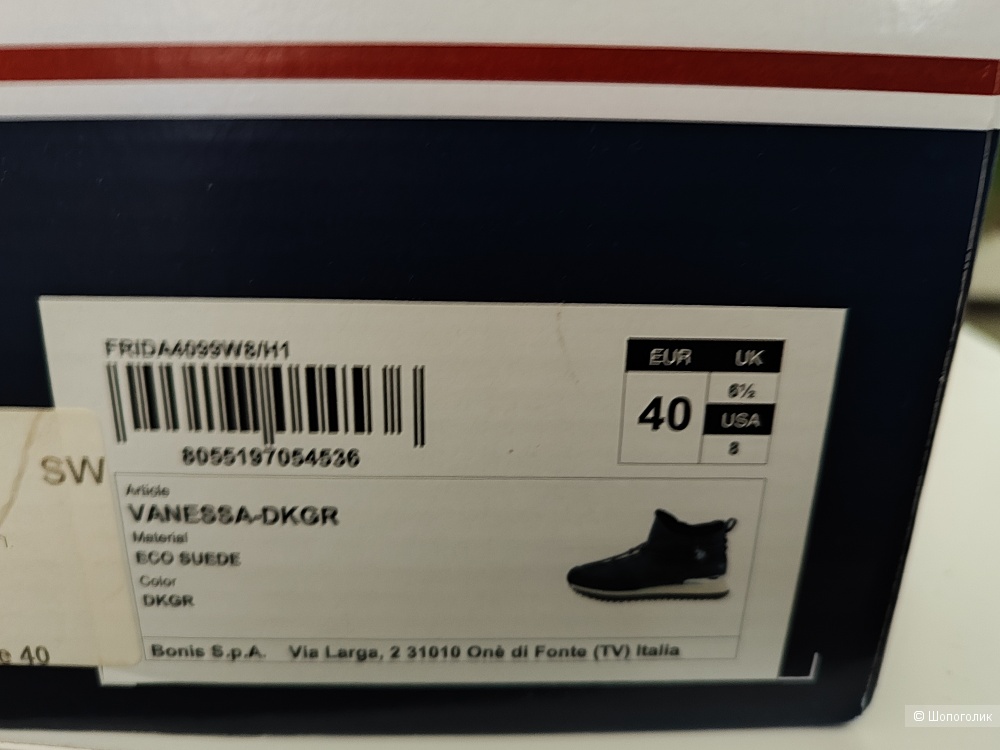 FRIDA4099W8/H1
8055197054536
EUR
UK
40
6½
USA
8
SW
Article
VANESSA-DKGR
Material
ECO SUEDE
Color
DKGR
Bonis S.p.A. Via Larga, 2 31010 Onè di Fonte (TV) Italia
e 40
© Шопоголик